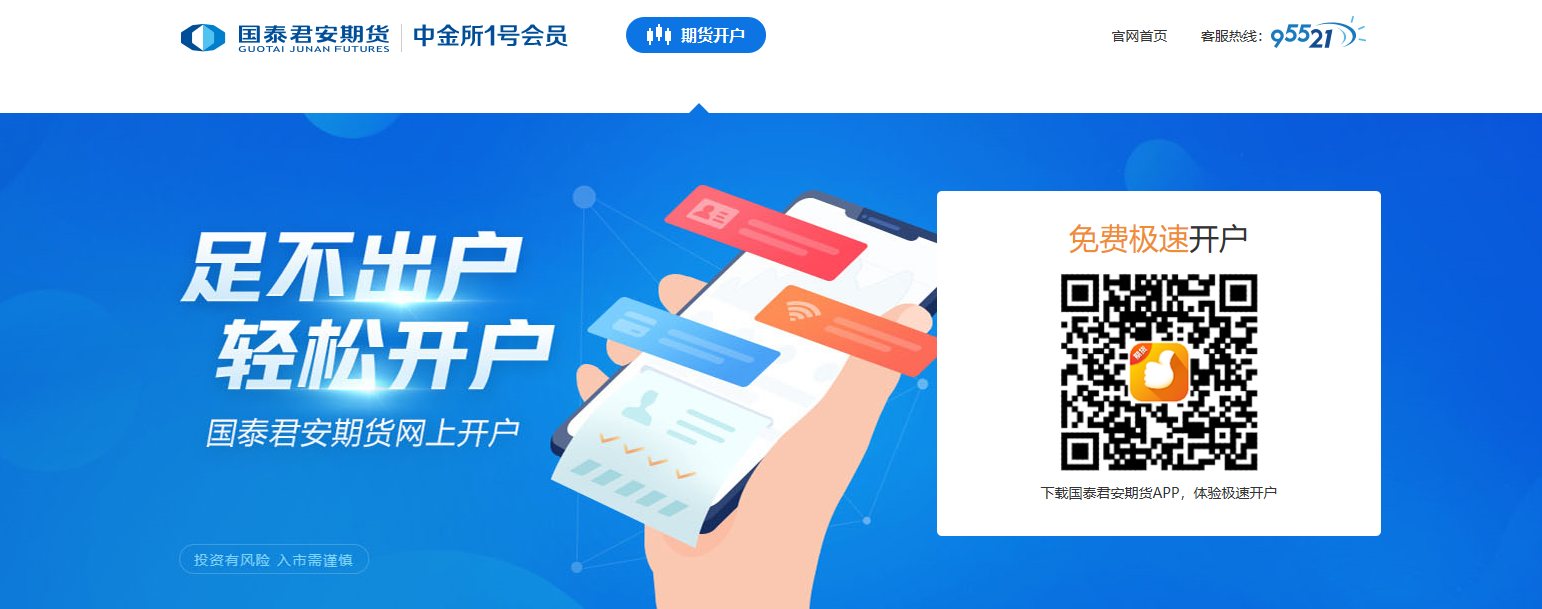 国泰君安期货
GUOTAI JUNAN FUTURES
中金所1号会员
期货开户
官网首页
客服热线：95521
足不出户
轻松开户
国泰君安期货网上开户
投资有风险 入市需谨慎
免费极速开户
期货
下载国泰君安期货APP，体验极速开户